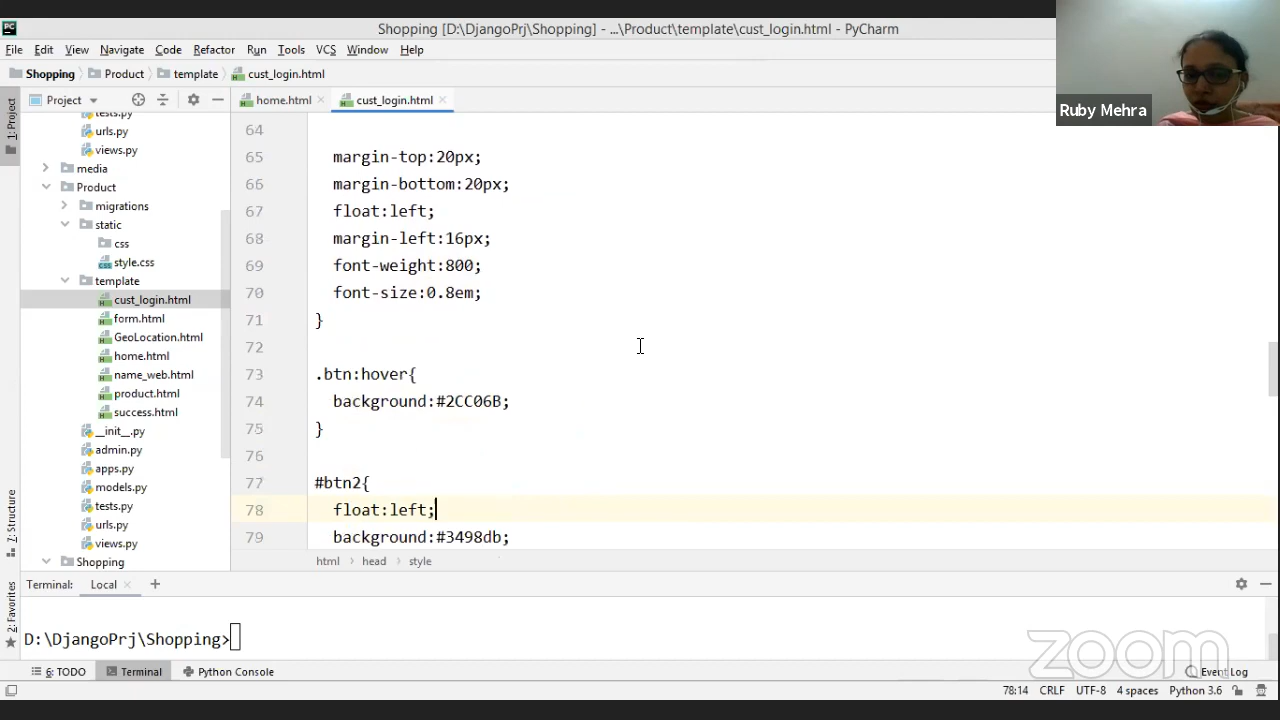 Shopping [D:\DjangoPrj\Shopping] - ...\Product\template\cust_login.html - PyCharm
File Edit View Navigate Code Refactor Run Tools VCS Window Help
Shopping Product template cust_login.html
Ruby Mehra
1: Project
Project
home.html
cust_login.html
tests.py
urls.py
views.py
media
Product
migrations
static
css
style.css
template
cust_login.html
form.html
GeoLocation.html
home.html
name_web.html
product.html
success.html
__init__.py
admin.py
apps.py
models.py
tests.py
urls.py
views.py
Shopping
64
65 margin-top:20px;
66 margin-bottom:20px;
67 float:left;
68 margin-left:16px;
69 font-weight:800;
70 font-size:0.8em;
71 }
72
73 .btn:hover{
74 background:#2CC06B;
75 }
76
77 #btn2{
78 float:left;
79 background:#3498db;
html head style
7: Structure
2: Favorites
Terminal: Local
D:\DjangoPrj\Shopping>
zoom
6: TODO Terminal Python Console Event Log
78:14 CRLF UTF-8 4 spaces Python 3.6